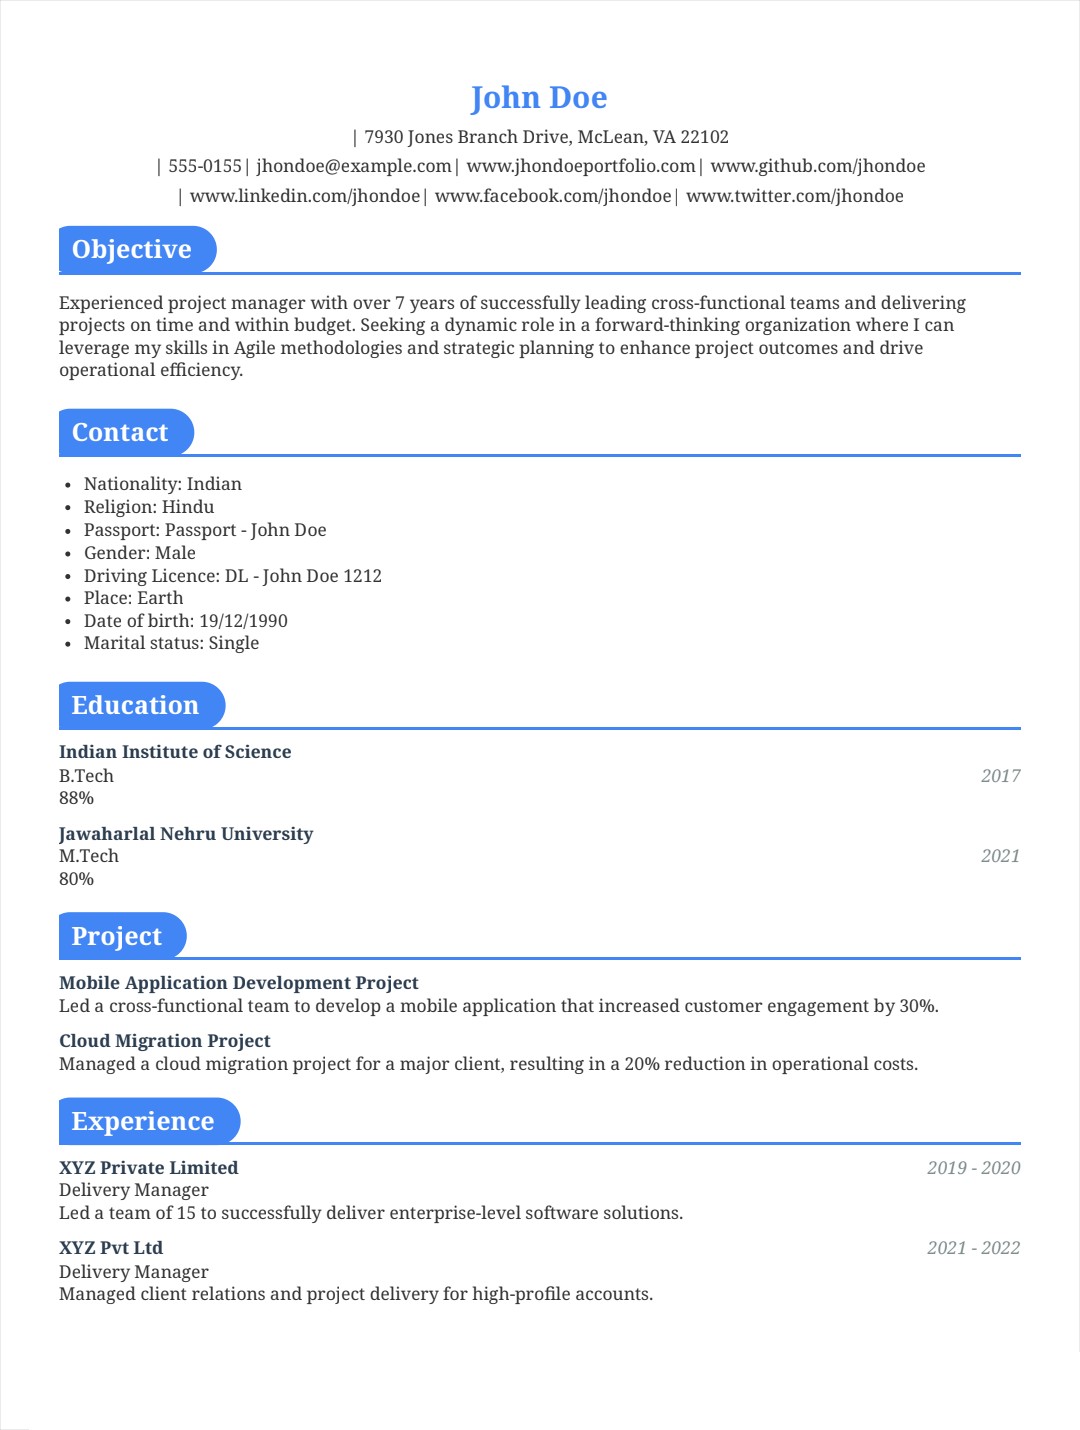 John Doe
| 7930 Jones Branch Drive, McLean, VA 22102
| 555-0155| jhondoe@example.com| www.jhondoeportfolio.com| www.github.com/jhondoe
| www.linkedin.com/jhondoe| www.facebook.com/jhondoe| www.twitter.com/jhondoe
Objective
Experienced project manager with over 7 years of successfully leading cross-functional teams and delivering
projects on time and within budget. Seeking a dynamic role in a forward-thinking organization where I can
leverage my skills in Agile methodologies and strategic planning to enhance project outcomes and drive
operational efficiency.
Contact
• Nationality: Indian
• Religion: Hindu
• Passport: Passport - John Doe
• Gender: Male
• Driving Licence: DL - John Doe 1212
• Place: Earth
• Date of birth: 19/12/1990
• Marital status: Single
Education
Indian Institute of Science
B.Tech 2017
88%
Jawaharlal Nehru University
M.Tech 2021
80%
Project
Mobile Application Development Project
Led a cross-functional team to develop a mobile application that increased customer engagement by 30%.
Cloud Migration Project
Managed a cloud migration project for a major client, resulting in a 20% reduction in operational costs.
Experience
XYZ Private Limited 2019 - 2020
Delivery Manager
Led a team of 15 to successfully deliver enterprise-level software solutions.
XYZ Pvt Ltd 2021 - 2022
Delivery Manager
Managed client relations and project delivery for high-profile accounts.